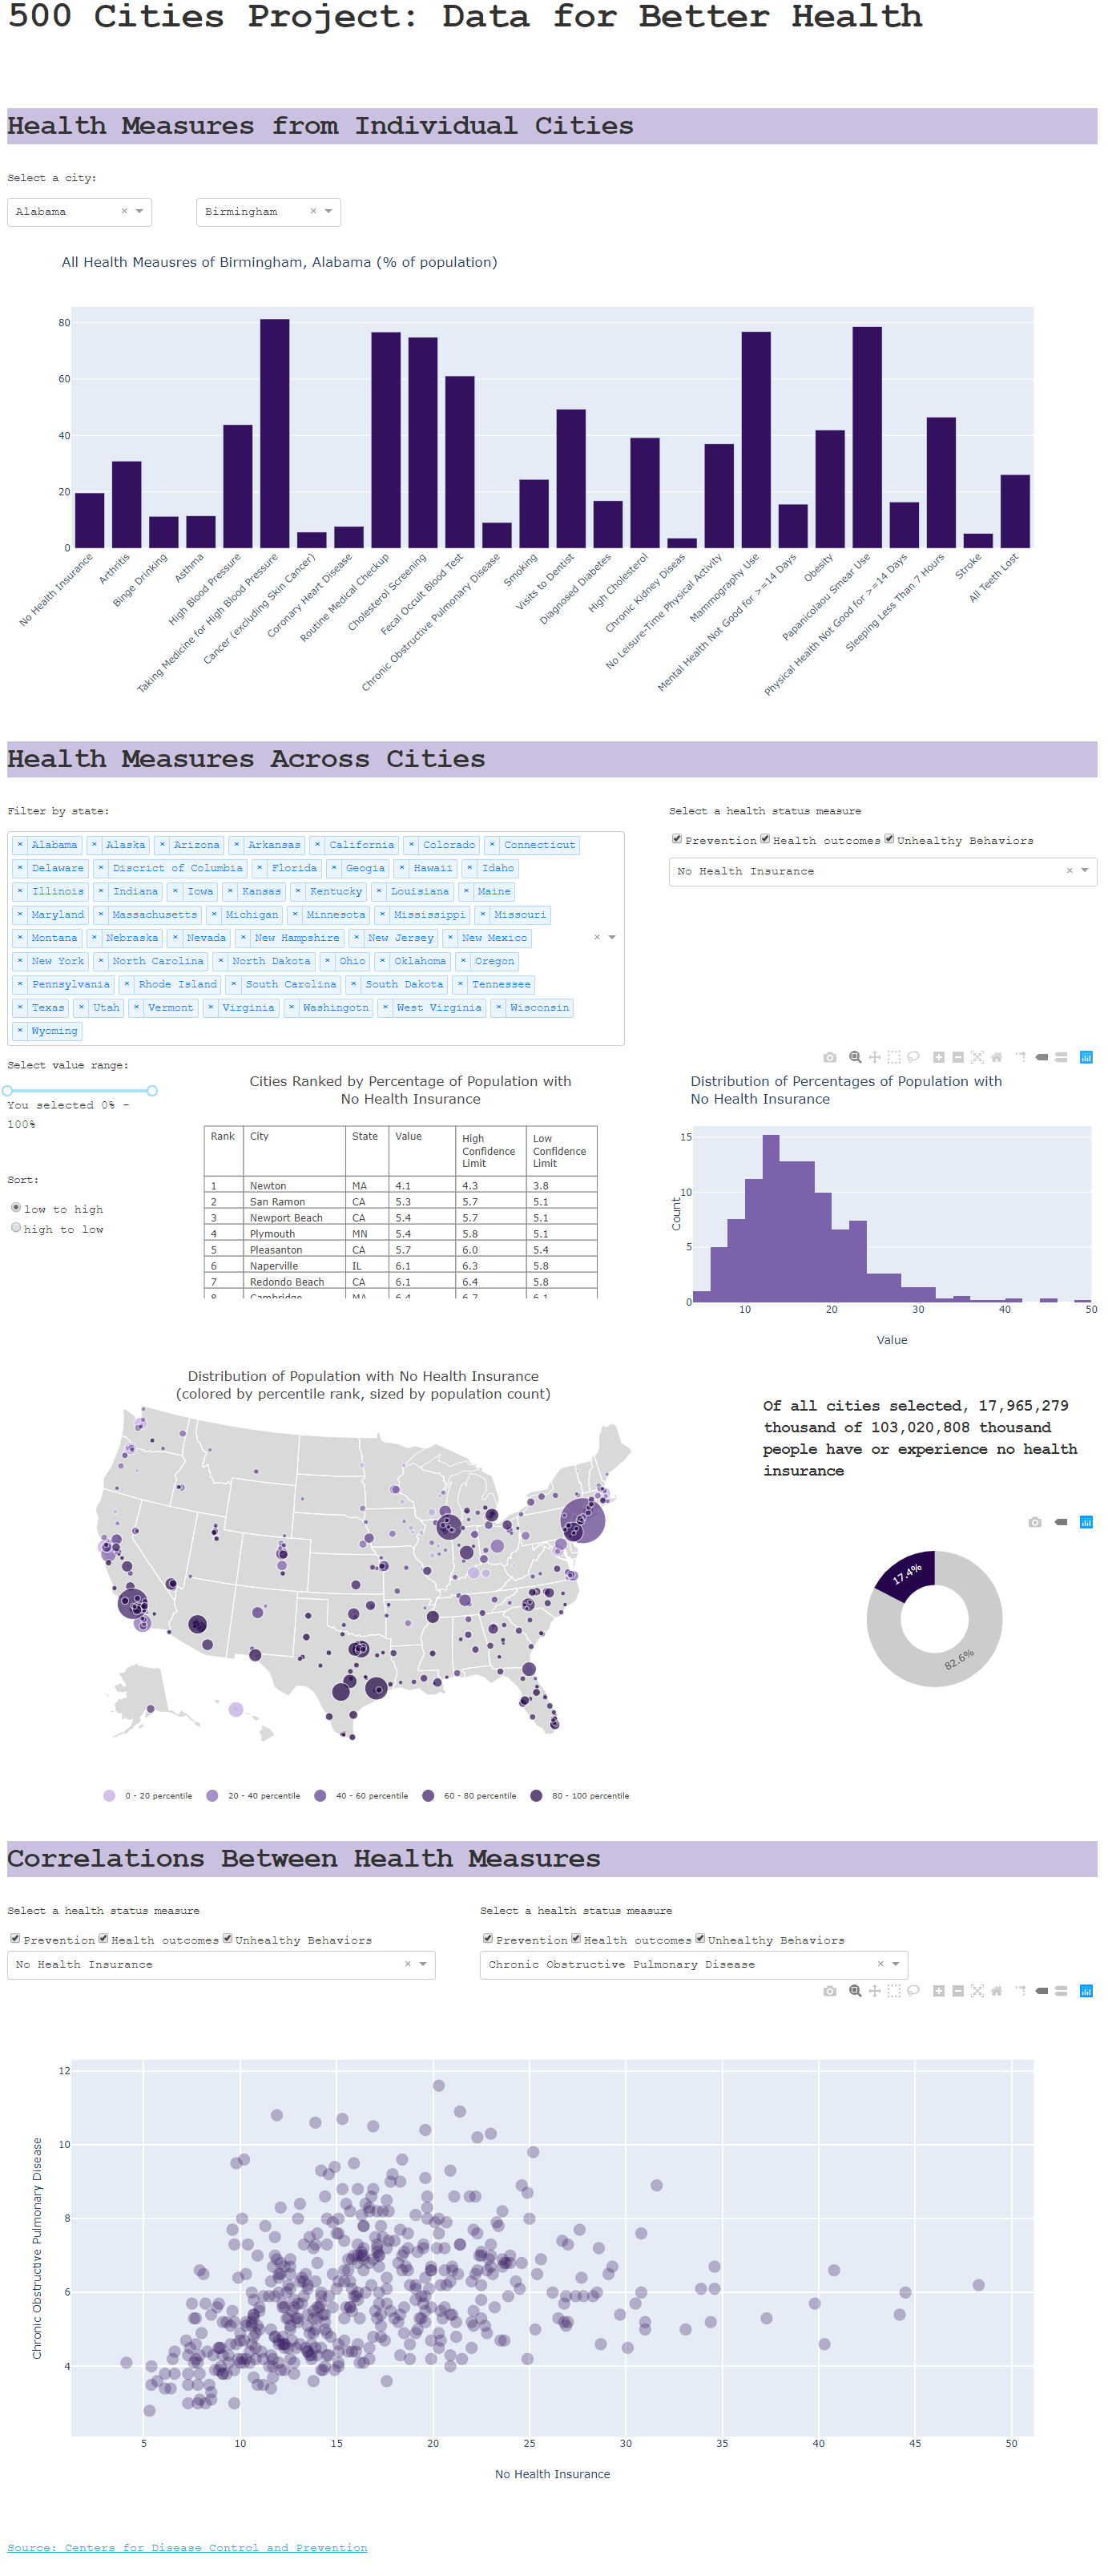 500 Cities Project: Data for Better Health
Health Measures from Individual Cities
Select a city:
Alabama × Birmingham ×
All Health Meausres of Birmingham, Alabama (% of population)
80
60
40
20
0
No Health Insurance
Arthritis
Binge Drinking
Asthma
High Blood Pressure
Taking Medicine for High Blood Pressure
Cancer (excluding Skin Cancer)
Coronary Heart Disease
Routine Medical Checkup
Cholesterol Screening
Fecal Occult Blood Test
Chronic Obstructive Pulmonary Disease
Smoking
Visits to Dentist
Diagnosed Diabetes
High Cholesterol
Chronic Kidney Diseas
No Leisure-Time Physical Activity
Mammography Use
Mental Health Not Good for >=14 Days
Obesity
Papanicolaou Smear Use
Physical Health Not Good for >=14 Days
Sleeping Less Than 7 Hours
Stroke
All Teeth Lost
Health Measures Across Cities
Filter by state:
× Alabama × Alaska × Arizona × Arkansas × California × Colorado × Connecticut
× Delaware × Discrict of Columbia × Florida × Geogia × Hawaii × Idaho
× Illinois × Indiana × Iowa × Kansas × Kentucky × Louisiana × Maine
× Maryland × Massachusetts × Michigan × Minnesota × Mississippi × Missouri
× Montana × Nebraska × Nevada × New Hampshire × New Jersey × New Mexico ×
× New York × North Carolina × North Dakota × Ohio × Oklahoma × Oregon
× Pennsylvania × Rhode Island × South Carolina × South Dakota × Tennessee
× Texas × Utah × Vermont × Virginia × Washingotn × West Virginia × Wisconsin
× Wyoming
Select a health status measure
Prevention Health outcomes Unhealthy Behaviors
No Health Insurance ×
Select value range:
You selected 0% -
100%
Sort:
low to high
high to low
Cities Ranked by Percentage of Population with
No Health Insurance
Rank City State Value High Confidence Limit Low Confidence Limit
1 Newton MA 4.1 4.3 3.8
2 San Ramon CA 5.3 5.7 5.1
3 Newport Beach CA 5.4 5.7 5.1
4 Plymouth MN 5.4 5.8 5.1
5 Pleasanton CA 5.7 6.0 5.4
6 Naperville IL 6.1 6.3 5.8
7 Redondo Beach CA 6.1 6.4 5.8
8 Cambridge MA 6.4 6.7 6.1
Distribution of Percentages of Population with
No Health Insurance
15
10
5
0
Count
10 20 30 40 50
Value
Distribution of Population with No Health Insurance
(colored by percentile rank, sized by population count)
0 - 20 percentile 20 - 40 percentile 40 - 60 percentile 60 - 80 percentile 80 - 100 percentile
Of all cities selected, 17,965,279
thousand of 103,020,808 thousand
people have or experience no health
insurance
17.4%
82.6%
Correlations Between Health Measures
Select a health status measure
Prevention Health outcomes Unhealthy Behaviors
No Health Insurance ×
Select a health status measure
Prevention Health outcomes Unhealthy Behaviors
Chronic Obstructive Pulmonary Disease ×
12
10
8
6
4
Chronic Obstructive Pulmonary Disease
5 10 15 20 25 30 35 40 45 50
No Health Insurance
Source: Centers for Disease Control and Prevention